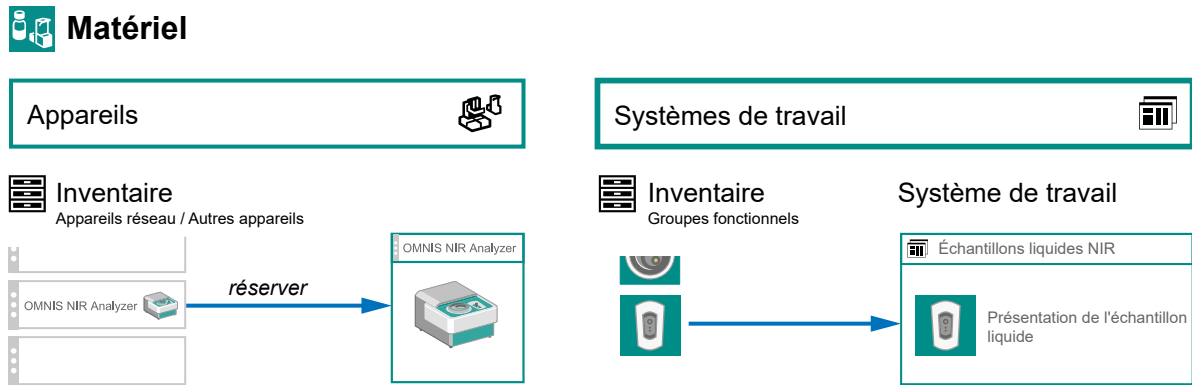 Matériel
Appareils
Systèmes de travail
Inventaire
Appareils réseau / Autres appareils
OMNIS NIR Analyzer
réserver
OMNIS NIR Analyzer
Inventaire
Groupes fonctionnels
Système de travail
Échantillons liquides NIR
Présentation de l'échantillon
liquide